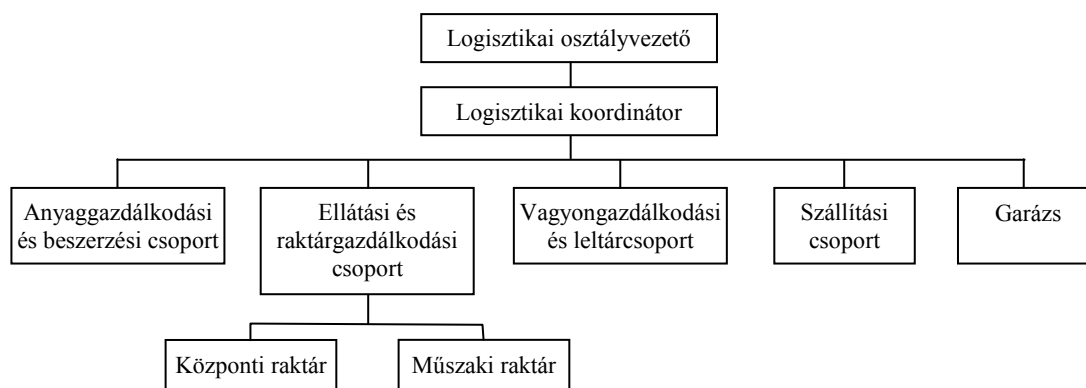 Logisztikai osztályvezető
Logisztikai koordinátor
Anyaggazdálkodási
és beszerzési csoport
Ellátási és
raktárgazdálkodási
csoport
Vagyongazdálkodási
és leltárcsoport
Szállítási
csoport
Garázs
Központi raktár
Műszaki raktár